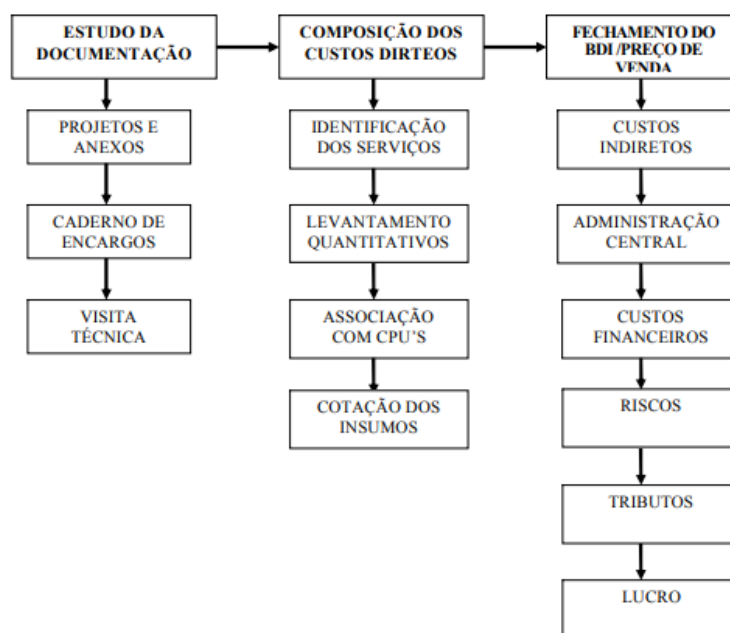 ESTUDO DA
DOCUMENTAÇÃO
PROJETOS E
ANEXOS
CADERNO DE
ENCARGOS
VISITA
TÉCNICA
COMPOSIÇÃO DOS
CUSTOS DIRTEOS
IDENTIFICAÇÃO
DOS SERVIÇOS
LEVANTAMENTO
QUANTITATIVOS
ASSOCIAÇÃO
COM CPU'S
COTAÇÃO DOS
INSUMOS
FECHAMENTO DO
BDI /PREÇO DE
VENDA
CUSTOS
INDIRETOS
ADMINISTRAÇÃO
CENTRAL
CUSTOS
FINANCEIROS
RISCOS
TRIBUTOS
LUCRO